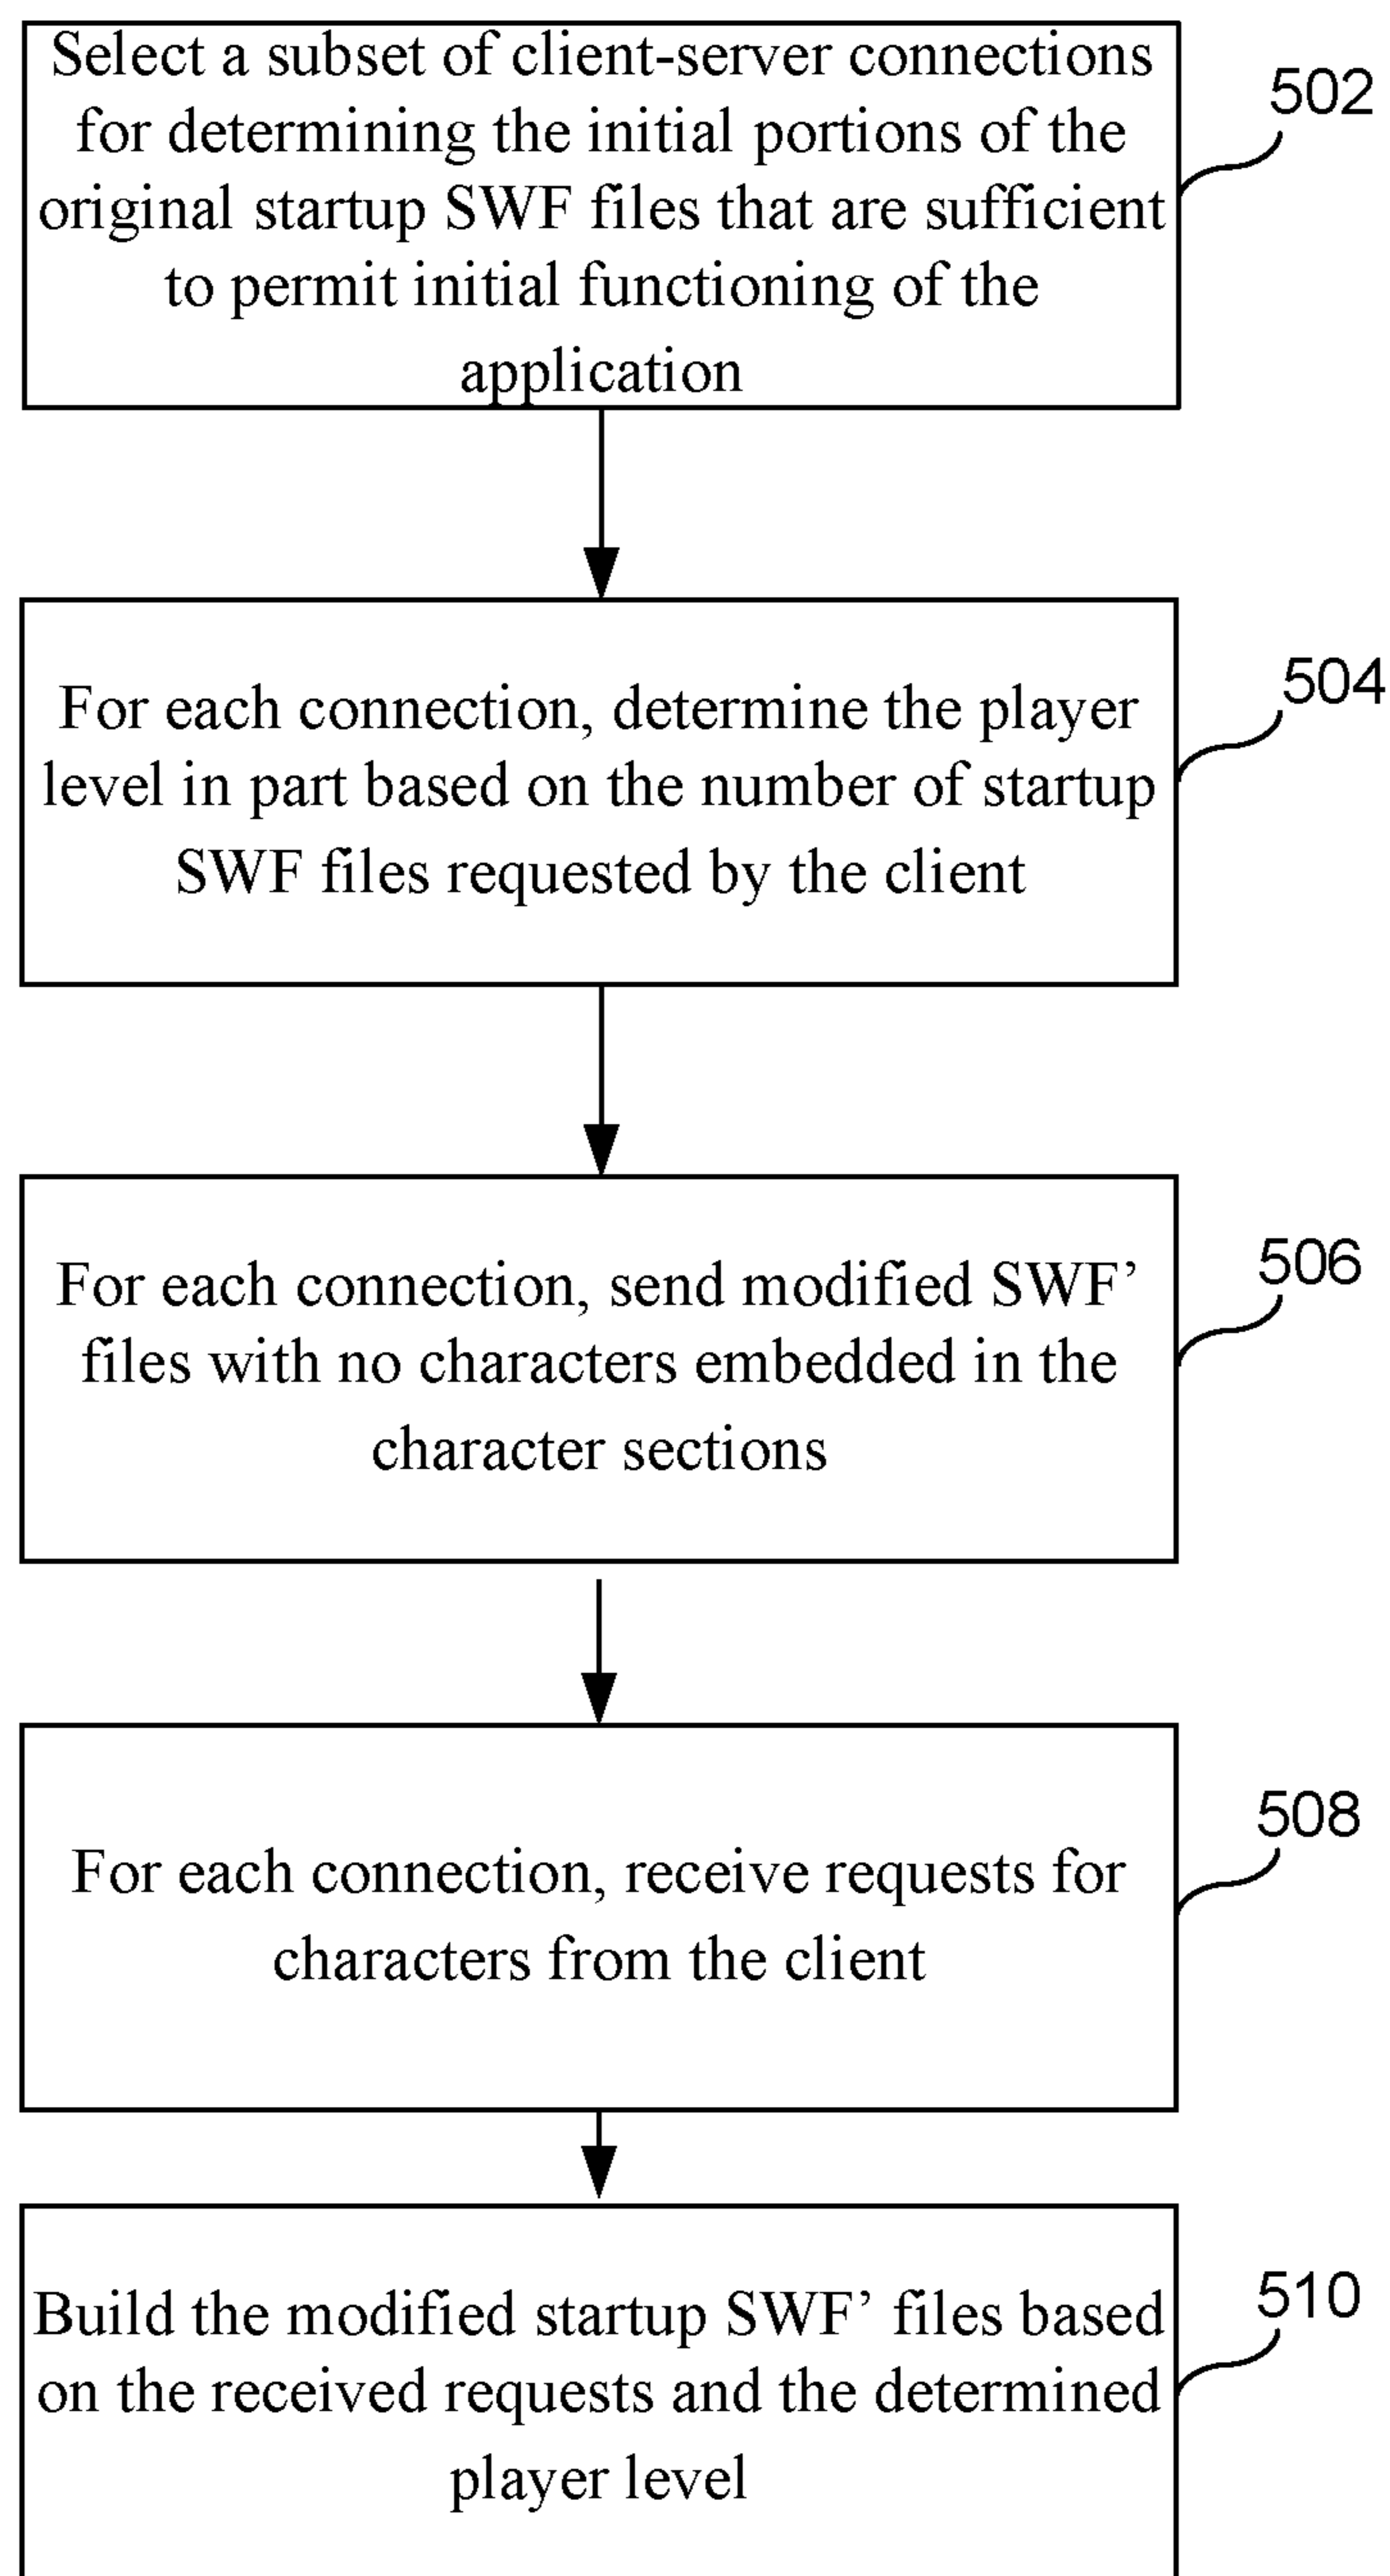 Select a subset of client-server connections
for determining the initial portions of the
original startup SWF files that are sufficient
to permit initial functioning of the
application
502
For each connection, determine the player
level in part based on the number of startup
SWF files requested by the client
504
For each connection, send modified SWF’
files with no characters embedded in the
character sections
506
For each connection, receive requests for
characters from the client
508
Build the modified startup SWF’ files based
on the received requests and the determined
player level
510